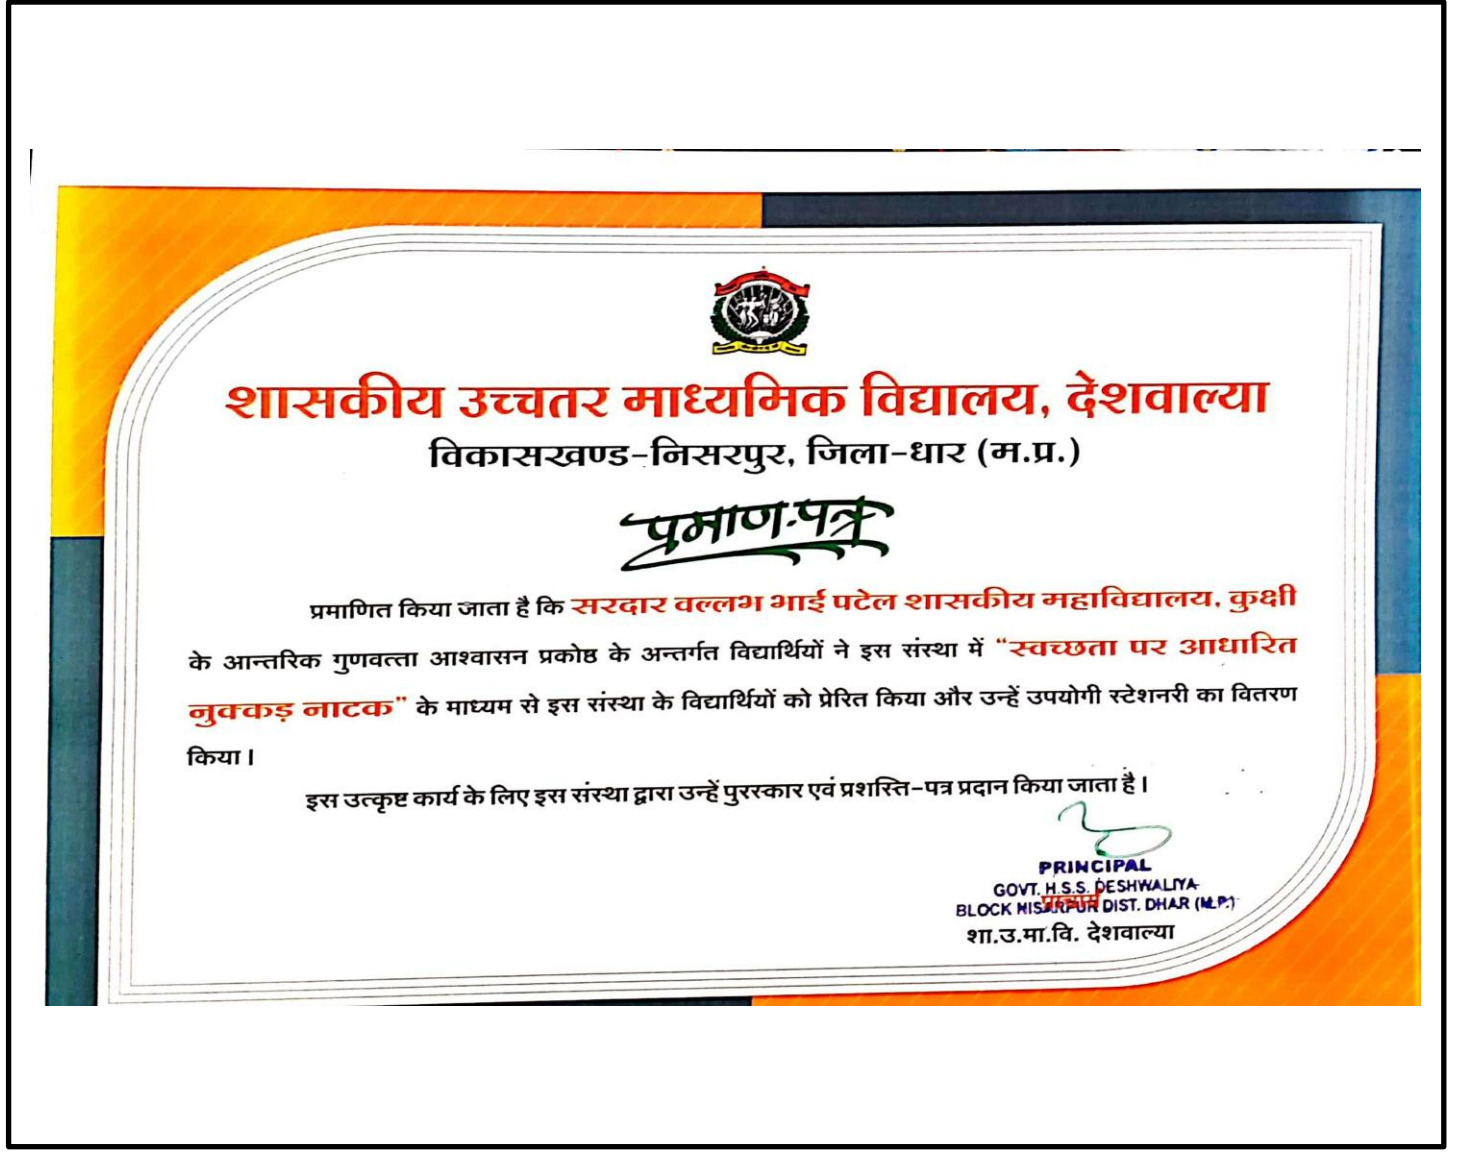 शासकीय उच्चतर माध्यमिक विद्यालय, देशवाल्या
विकासखण्ड-निसरपुर, जिला-धार (म.प्र.)
प्रमाण-पत्र
प्रमाणित किया जाता है कि सरदार वल्लभ भाई पटेल शासकीय महाविद्यालय, कुक्षी
के आन्तरिक गुणवत्ता आश्वासन प्रकोष्ठ के अन्तर्गत विद्यार्थियों ने इस संस्था में “स्वच्छता पर आधारित
नुक्कड़ नाटक” के माध्यम से इस संस्था के विद्यार्थियों को प्रेरित किया और उन्हें उपयोगी स्टेशनरी का वितरण
किया।
इस उत्कृष्ट कार्य के लिए इस संस्था द्वारा उन्हें पुरस्कार एवं प्रशस्ति-पत्र प्रदान किया जाता है।
PRINCIPAL
GOVT. H.S.S. DESHWALIYA
BLOCK NISARPUR DIST. DHAR (M.P.)
प्राचार्य
शा.उ.मा.वि. देशवाल्या